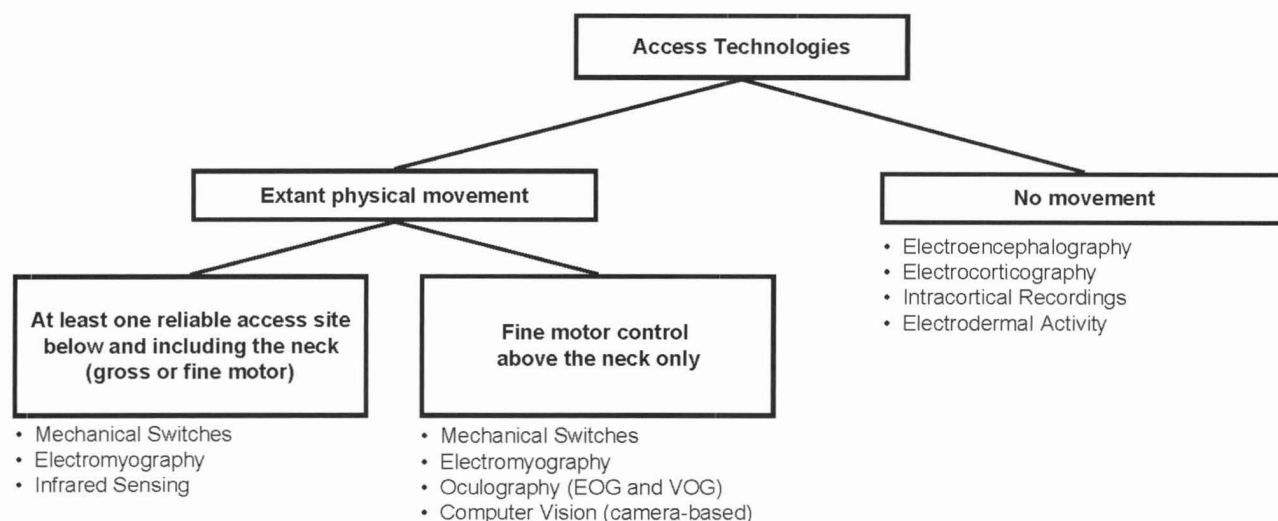 Access Technologies
Extant physical movement
No movement
• Electroencephalography
• Electrocorticography
• Intracortical Recordings
• Electrodermal Activity
At least one reliable access site
below and including the neck
(gross or fine motor)
• Mechanical Switches
• Electromyography
• Infrared Sensing
Fine motor control
above the neck only
• Mechanical Switches
• Electromyography
• Oculography (EOG and VOG)
• Computer Vision (camera-based)